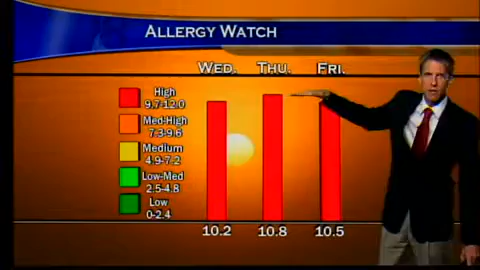 ALLERGY WATCH
WED. THU. FRI.
High
9.7-12.0
Med-High
7.3-9.6
Medium
4.9-7.2
Low-Med
2.5-4.8
Low
0-2.4
10.2 10.8 10.5